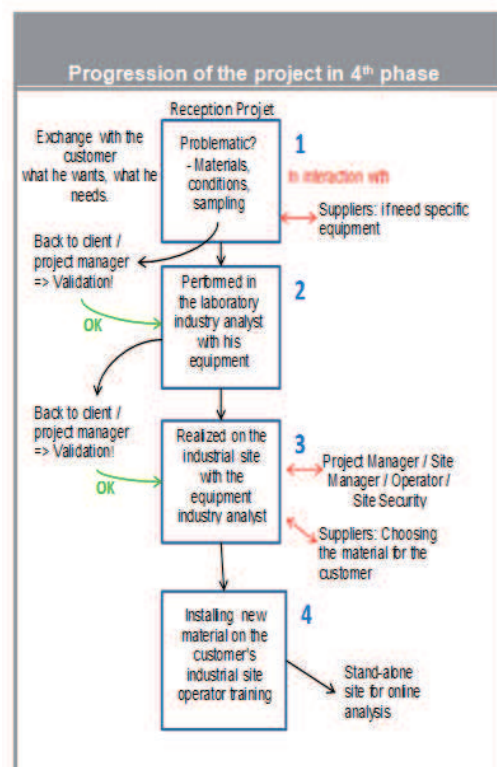 Progression of the project in 4th phase
Reception Projet
Exchange with the
customer
what he wants, what he
needs.
Problematic?
- Materials,
conditions,
sampling
1
In interaction with
Suppliers: if need specific
equipment
Back to client /
project manager
=> Validation!
OK
Performed in
the laboratory
industry analyst
with his
equipment
2
Back to client /
project manager
=> Validation!
OK
Realized on the
industrial site
with the
equipment
industry analyst
3
Project Manager / Site
Manager / Operator /
Site Security
Suppliers: Choosing
the material for the
customer
Installing new
material on the
customer's
industrial site
operator training
4
Stand-alone
site for online
analysis